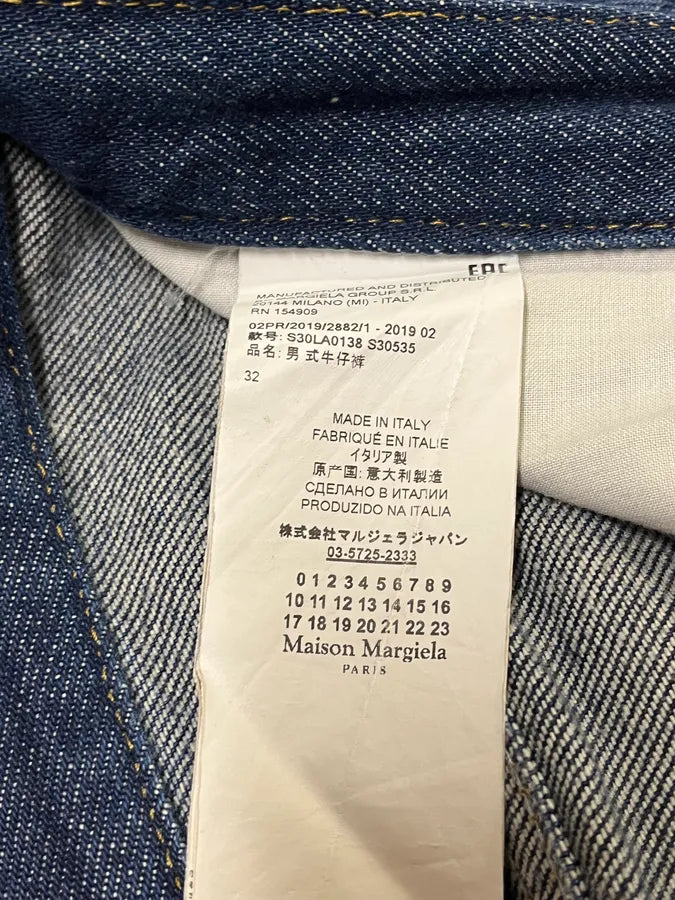 EAC
MANUFACTURED AND DISTRIBUTED
MARGIELA GROUP S.R.L.
20144 MILANO (MI) - ITALY
RN 154909
02PR/2019/2882/1 - 2019 02
款号: S30LA0138 S30535
品名: 男 式牛仔裤
32
MADE IN ITALY
FABRIQUÉ EN ITALIE
イタリア製
原产国: 意大利製造
СДЕЛАНО В ИТАЛИИ
PRODUZIDO NA ITALIA
株式会社マルジェラジャパン
03-5725-2333
0 1 2 3 4 5 6 7 8 9
10 11 12 13 14 15 16
17 18 19 20 21 22 23
Maison Margiela
PARIS